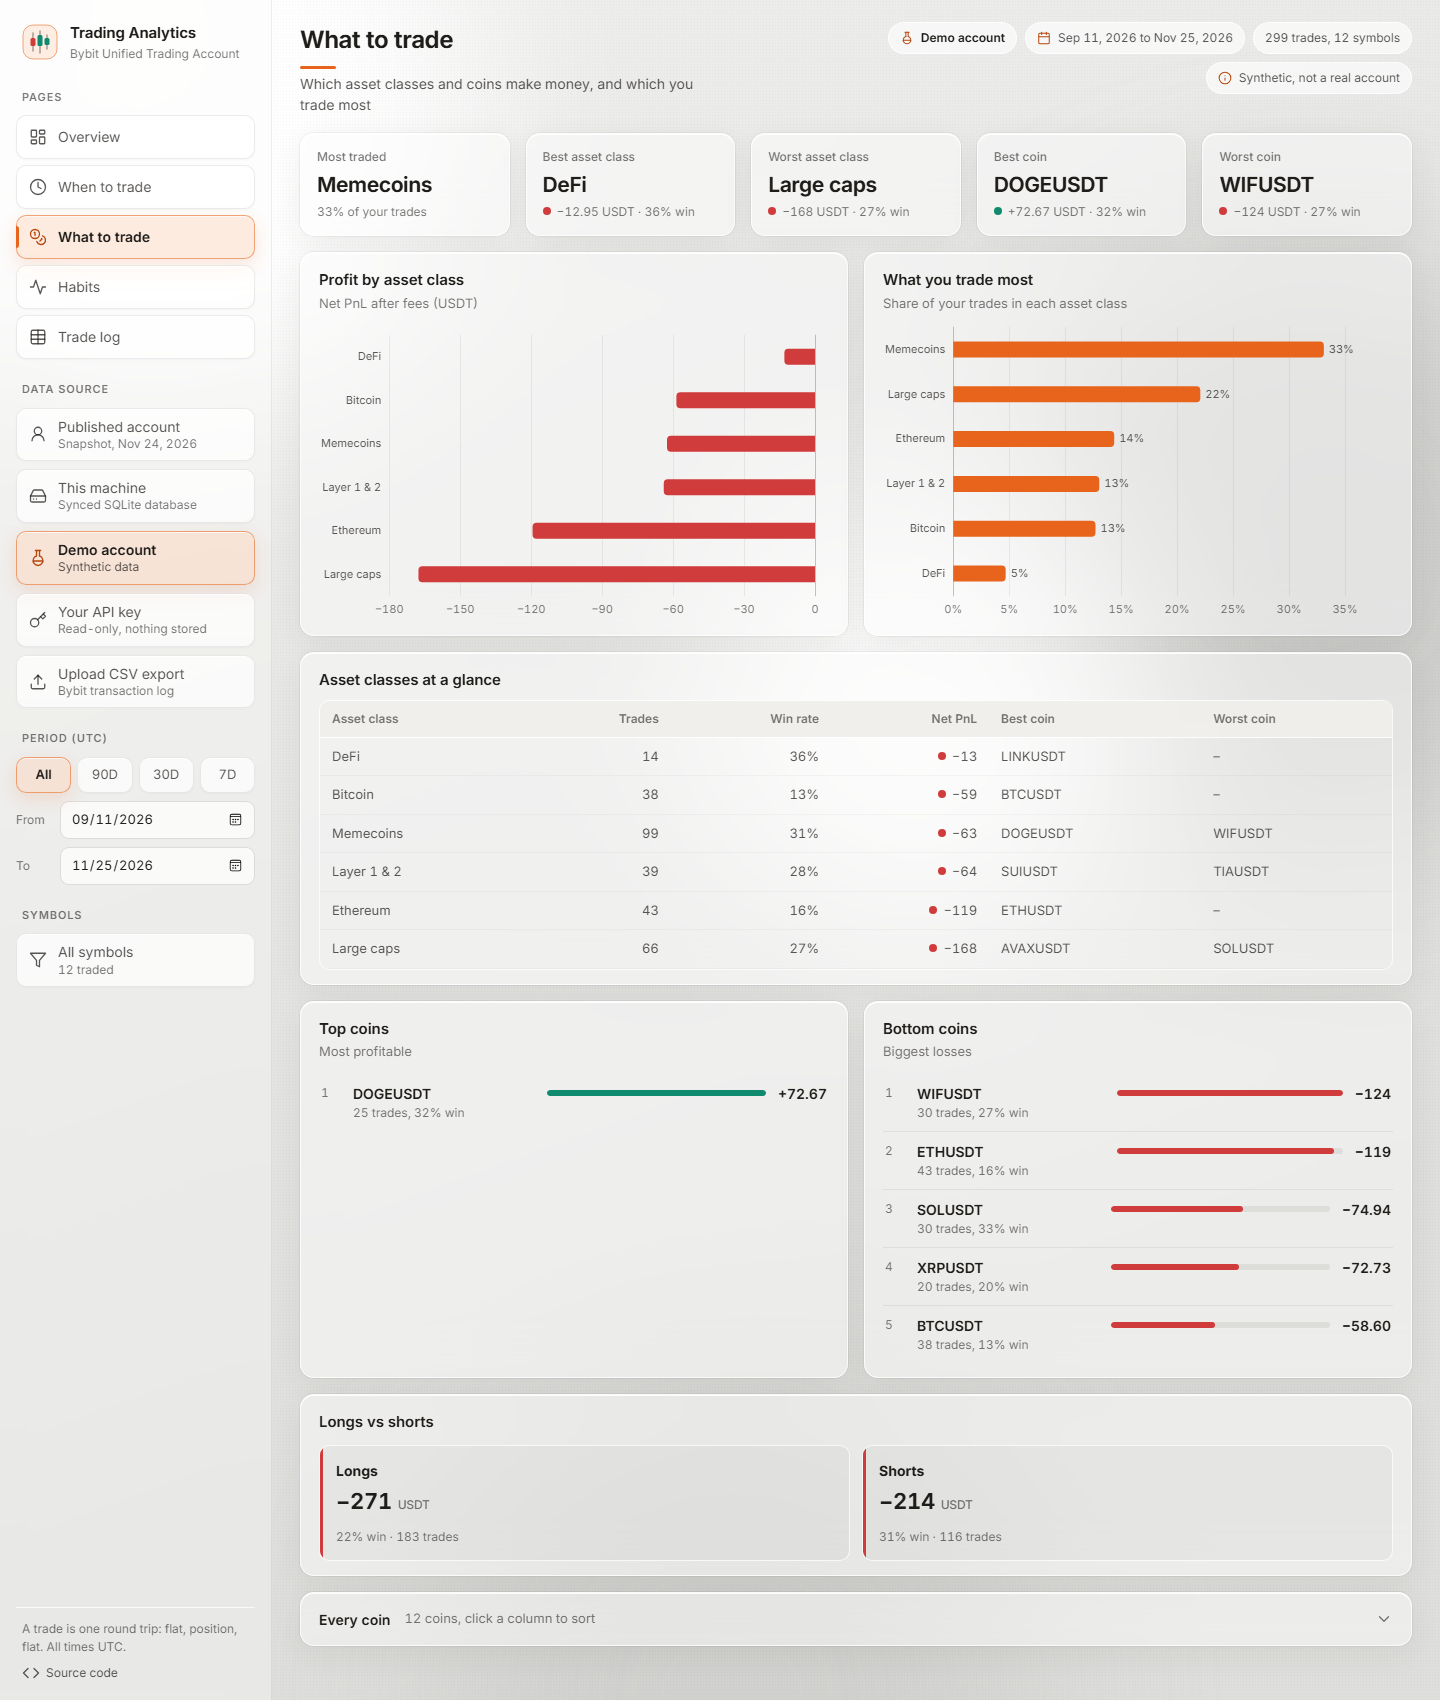 Trading Analytics
Bybit Unified Trading Account
PAGES
Overview
When to trade
What to trade
Habits
Trade log
DATA SOURCE
Published account
Snapshot, Nov 24, 2026
This machine
Synced SQLite database
Demo account
Synthetic data
Your API key
Read-only, nothing stored
Upload CSV export
Bybit transaction log
PERIOD (UTC)
All 90D 30D 7D
From 09/11/2026
To 11/25/2026
SYMBOLS
All symbols
12 traded
A trade is one round trip: flat, position,
flat. All times UTC.
Source code
What to trade
Which asset classes and coins make money, and which you
trade most
Demo account
Sep 11, 2026 to Nov 25, 2026
299 trades, 12 symbols
Synthetic, not a real account
Most traded
Memecoins
33% of your trades
Best asset class
DeFi
−12.95 USDT · 36% win
Worst asset class
Large caps
−168 USDT · 27% win
Best coin
DOGEUSDT
+72.67 USDT · 32% win
Worst coin
WIFUSDT
−124 USDT · 27% win
Profit by asset class
Net PnL after fees (USDT)
DeFi
Bitcoin
Memecoins
Layer 1 & 2
Ethereum
Large caps
−180 −150 −120 −90 −60 −30 0
What you trade most
Share of your trades in each asset class
Memecoins 33%
Large caps 22%
Ethereum 14%
Layer 1 & 2 13%
Bitcoin 13%
DeFi 5%
0% 5% 10% 15% 20% 25% 30% 35%
Asset classes at a glance
Asset class Trades Win rate Net PnL Best coin Worst coin
DeFi 14 36% −13 LINKUSDT –
Bitcoin 38 13% −59 BTCUSDT –
Memecoins 99 31% −63 DOGEUSDT WIFUSDT
Layer 1 & 2 39 28% −64 SUIUSDT TIAUSDT
Ethereum 43 16% −119 ETHUSDT –
Large caps 66 27% −168 AVAXUSDT SOLUSDT
Top coins
Most profitable
1 DOGEUSDT +72.67
25 trades, 32% win
Bottom coins
Biggest losses
1 WIFUSDT −124
30 trades, 27% win
2 ETHUSDT −119
43 trades, 16% win
3 SOLUSDT −74.94
30 trades, 33% win
4 XRPUSDT −72.73
20 trades, 20% win
5 BTCUSDT −58.60
38 trades, 13% win
Longs vs shorts
Longs
−271 USDT
22% win · 183 trades
Shorts
−214 USDT
31% win · 116 trades
Every coin 12 coins, click a column to sort